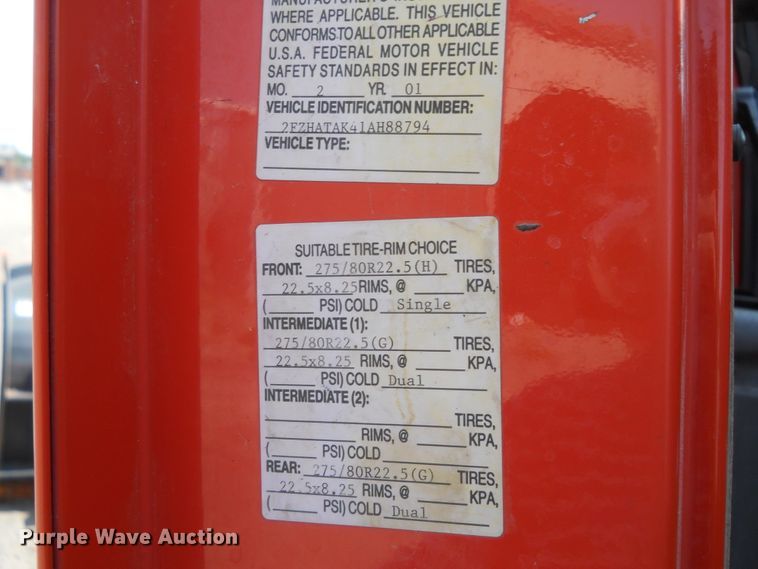 WHERE APPLICABLE. THIS VEHICLE
CONFORMS TO ALL OTHER APPLICABLE
U.S.A. FEDERAL MOTOR VEHICLE
SAFETY STANDARDS IN EFFECT IN:
MO. 2 YR. 01
VEHICLE IDENTIFICATION NUMBER:
2FZHATAK41AH88794
VEHICLE TYPE:
SUITABLE TIRE-RIM CHOICE
FRONT: 275/80R22.5(H) TIRES,
22.5x8.25 RIMS, @ KPA,
( PSI) COLD Single
INTERMEDIATE (1):
275/80R22.5(G) TIRES,
22.5x8.25 RIMS, @ KPA,
( PSI) COLD Dual
INTERMEDIATE (2):
TIRES,
RIMS, @ KPA,
( PSI) COLD
REAR: 275/80R22.5(G) TIRES,
22.5x8.25 RIMS, @ KPA,
( PSI) COLD Dual
Purple Wave Auction